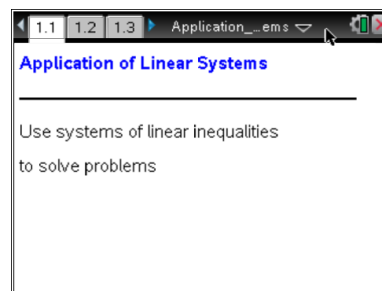 1.1 1.2 1.3 Application_...ems
Application of Linear Systems
Use systems of linear inequalities
to solve problems